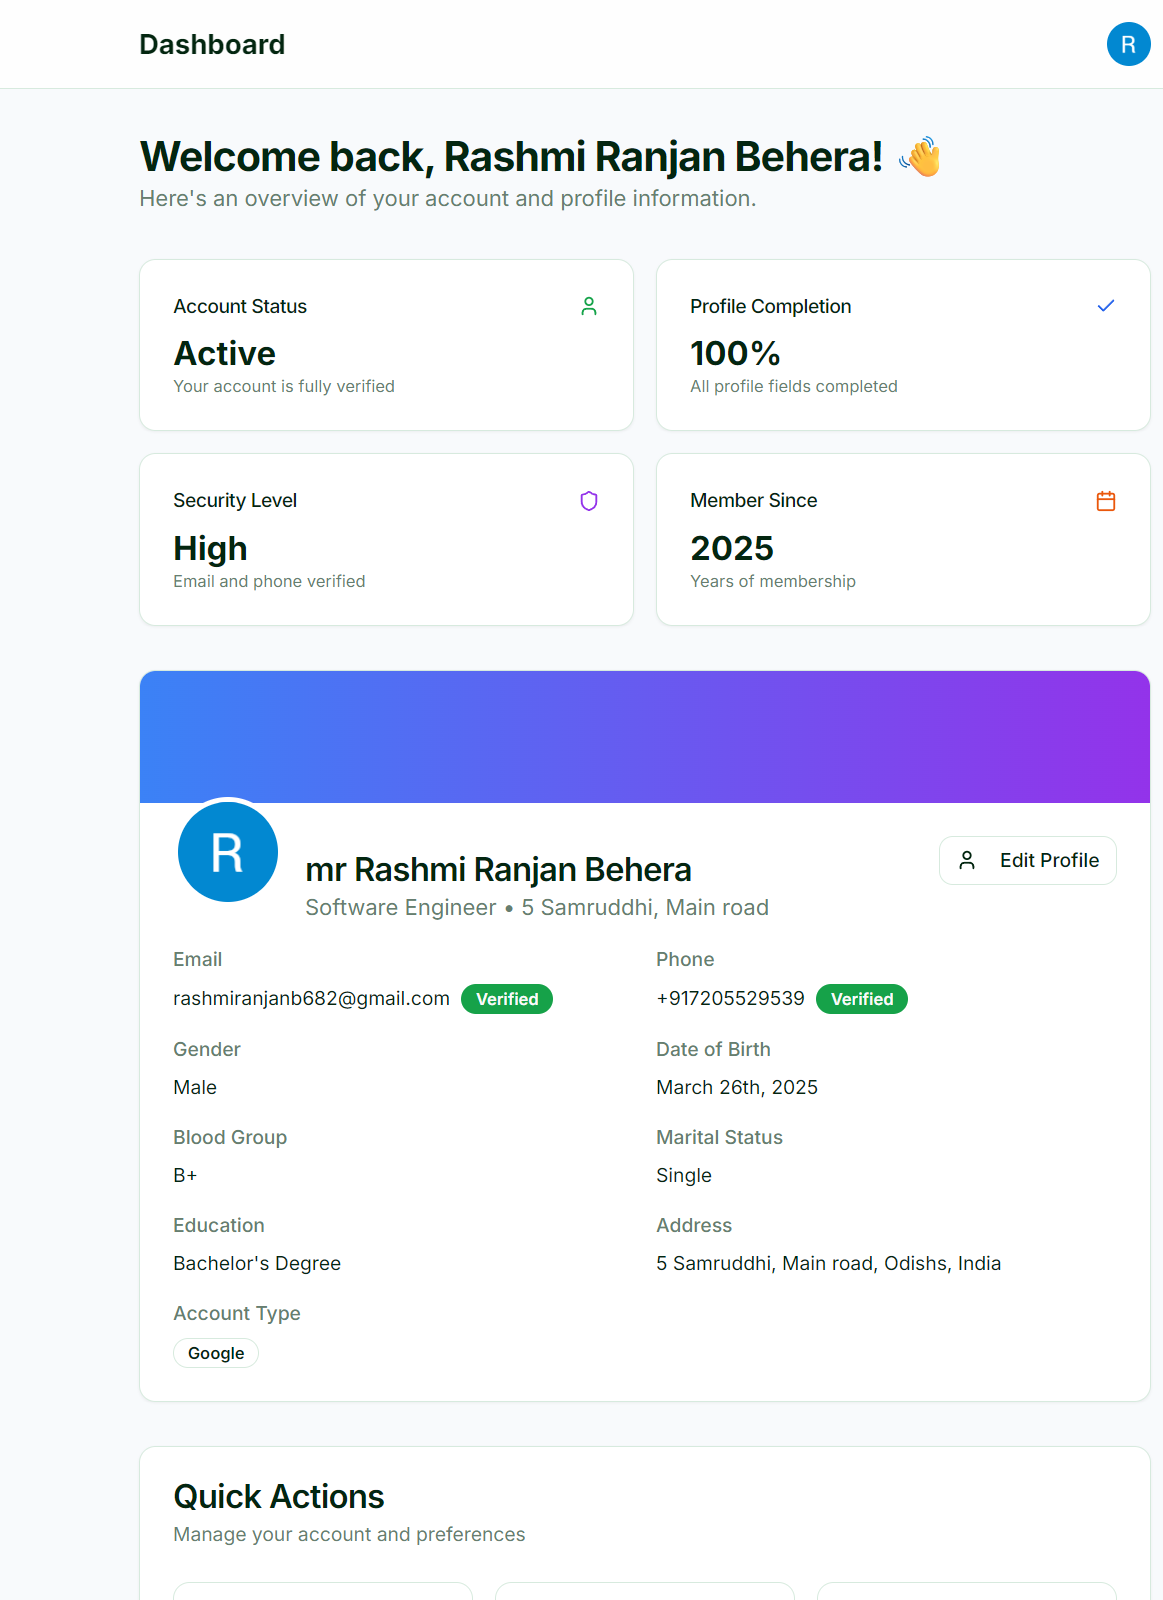 Dashboard
R
Welcome back, Rashmi Ranjan Behera! 👋
Here's an overview of your account and profile information.
Account Status
Active
Your account is fully verified
Profile Completion
100%
All profile fields completed
Security Level
High
Email and phone verified
Member Since
2025
Years of membership
R
mr Rashmi Ranjan Behera
Software Engineer • 5 Samruddhi, Main road
Edit Profile
Email
rashmiranjanb682@gmail.com Verified
Phone
+917205529539 Verified
Gender
Male
Date of Birth
March 26th, 2025
Blood Group
B+
Marital Status
Single
Education
Bachelor's Degree
Address
5 Samruddhi, Main road, Odishs, India
Account Type
Google
Quick Actions
Manage your account and preferences